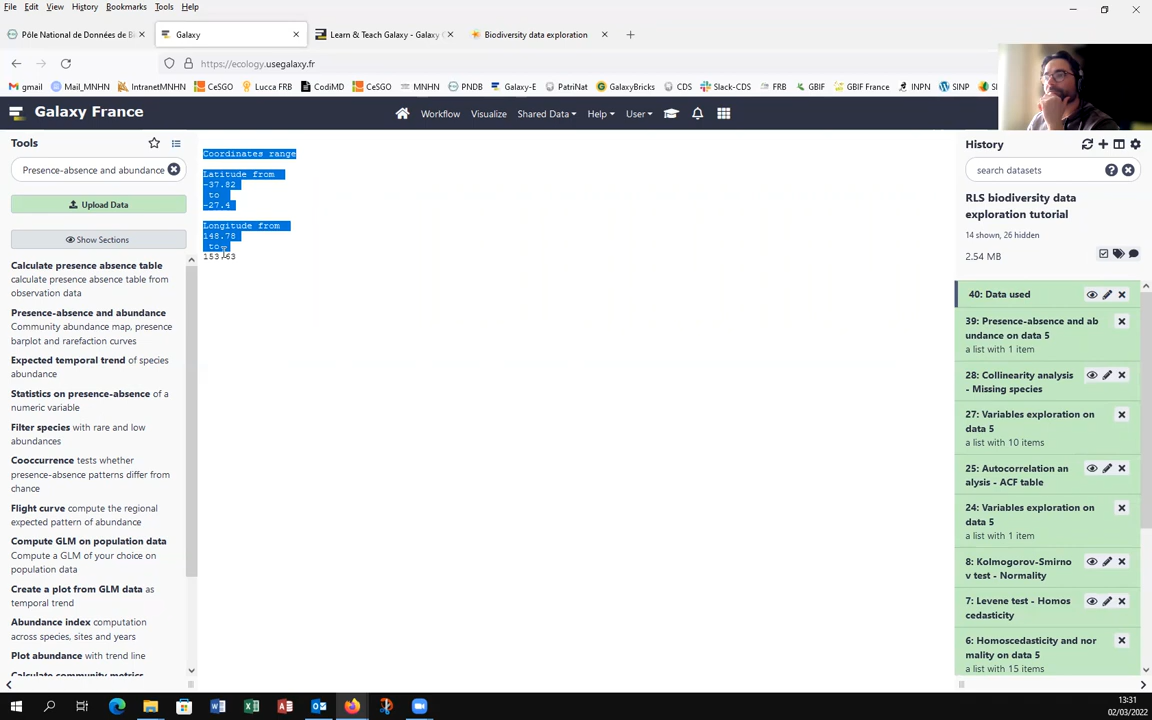 File Edit View History Bookmarks Tools Help
Pôle National de Données de Bi
Galaxy
Learn & Teach Galaxy - Galaxy C
Biodiversity data exploration
https://ecology.usegalaxy.fr
gmail Mail_MNHN IntranetMNHN CeSGO Lucca FRB CodiMD CeSGO MNHN PNDB Galaxy-E PatriNat GalaxyBricks CDS Slack-CDS FRB GBIF GBIF France INPN SINP
Galaxy France
Workflow Visualize Shared Data Help User
Tools
Presence-absence and abundance
Upload Data
Show Sections
Calculate presence absence table
calculate presence absence table from
observation data
Presence-absence and abundance
Community abundance map, presence
barplot and rarefaction curves
Expected temporal trend of species
abundance
Statistics on presence-absence of a
numeric variable
Filter species with rare and low
abundances
Cooccurrence tests whether
presence-absence patterns differ from
chance
Flight curve compute the regional
expected pattern of abundance
Compute GLM on population data
Compute a GLM of your choice on
population data
Create a plot from GLM data as
temporal trend
Abundance index computation
across species, sites and years
Plot abundance with trend line
Calculate community metrics
Coordinates range
Latitude from
-37.82
to
-27.4
Longitude from
148.78
to
153.63
History
search datasets
RLS biodiversity data
exploration tutorial
14 shown, 26 hidden
2.54 MB
40: Data used
39: Presence-absence and ab
undance on data 5
a list with 1 item
28: Collinearity analysis
- Missing species
27: Variables exploration on
data 5
a list with 10 items
25: Autocorrelation an
alysis - ACF table
24: Variables exploration on
data 5
a list with 1 item
8: Kolmogorov-Smirno
v test - Normality
7: Levene test - Homos
cedasticity
6: Homoscedasticity and nor
mality on data 5
a list with 15 items
13:31
02/03/2022